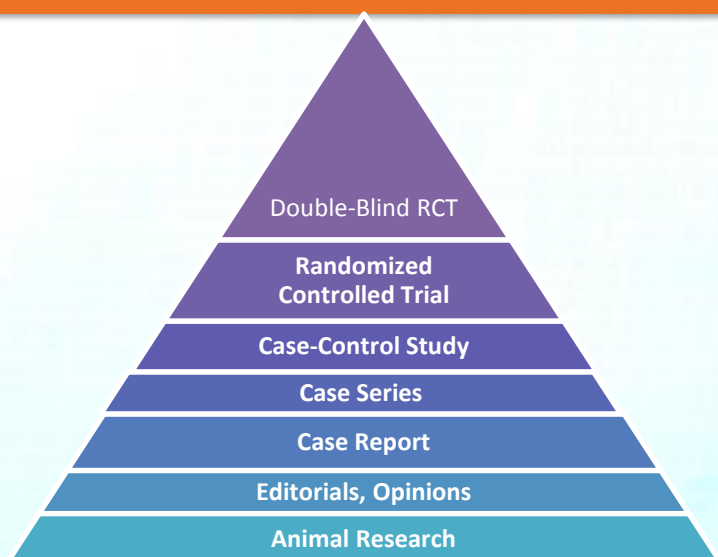 Double-Blind RCT
Randomized
Controlled Trial
Case-Control Study
Case Series
Case Report
Editorials, Opinions
Animal Research